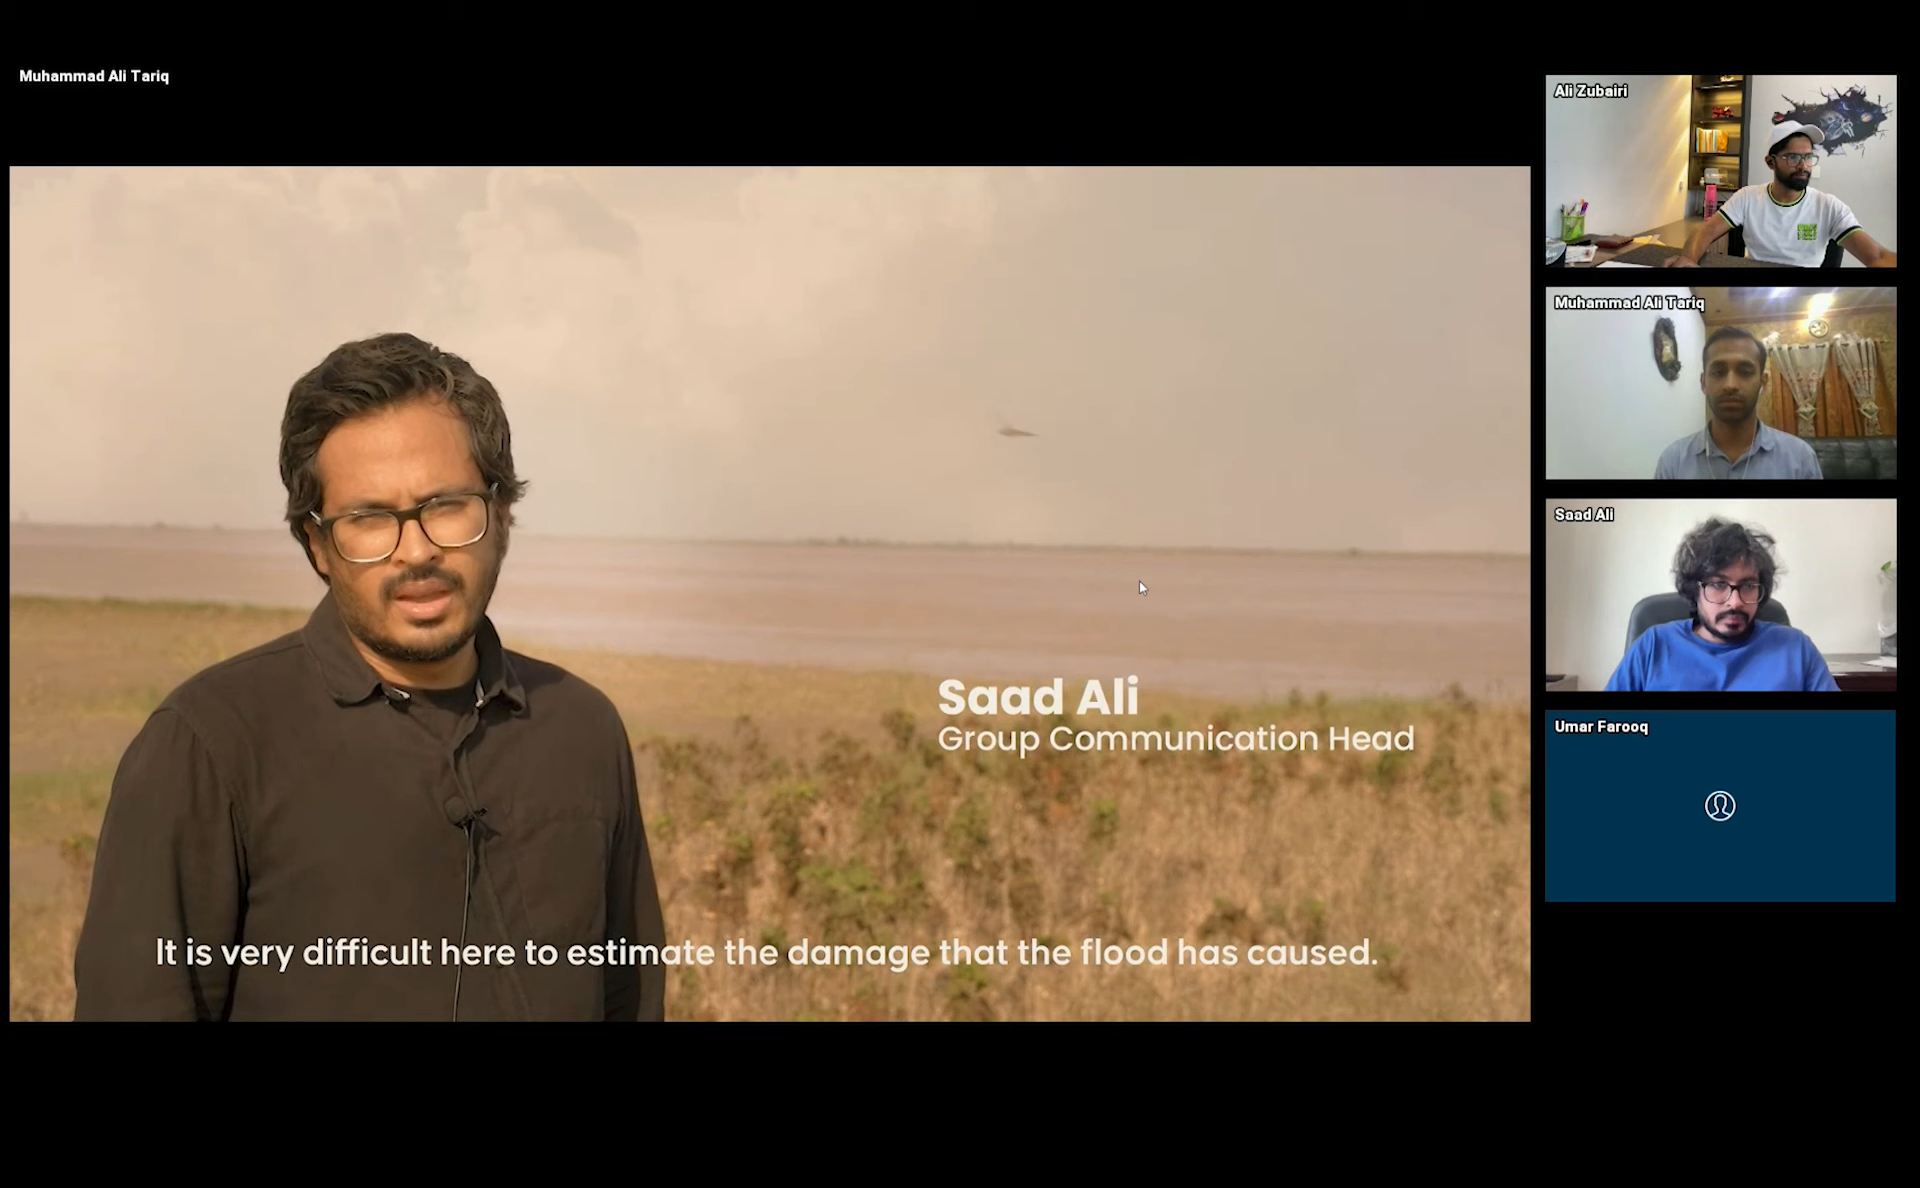 Muhammad Ali Tariq
Saad Ali
Group Communication Head
It is very difficult here to estimate the damage that the flood has caused.
Ali Zubairi
Muhammad Ali Tariq
Saad Ali
Umar Farooq